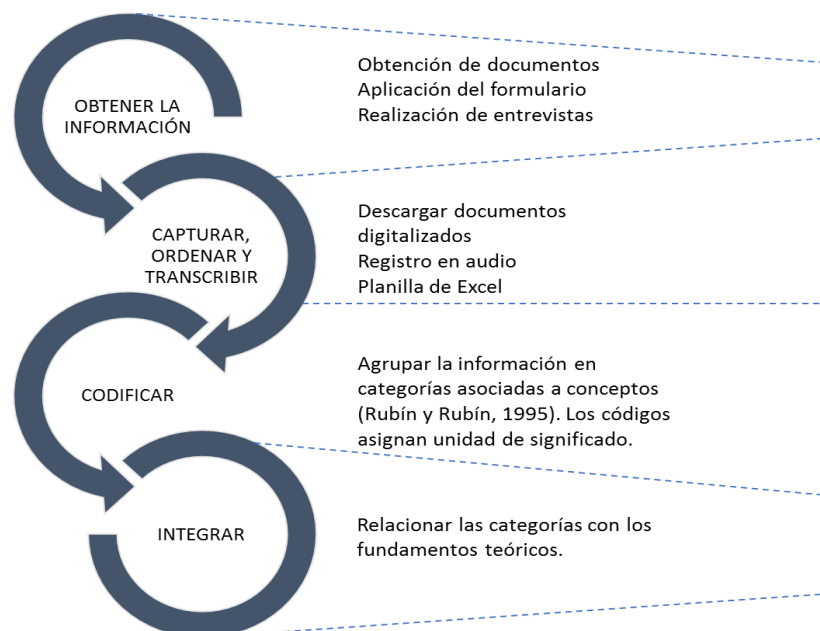 OBTENER LA
INFORMACIÓN
Obtención de documentos
Aplicación del formulario
Realización de entrevistas
CAPTURAR,
ORDENAR Y
TRANSCRIBIR
Descargar documentos
digitalizados
Registro en audio
Planilla de Excel
CODIFICAR
Agrupar la información en
categorías asociadas a conceptos
(Rubín y Rubín, 1995). Los códigos
asignan unidad de significado.
INTEGRAR
Relacionar las categorías con los
fundamentos teóricos.